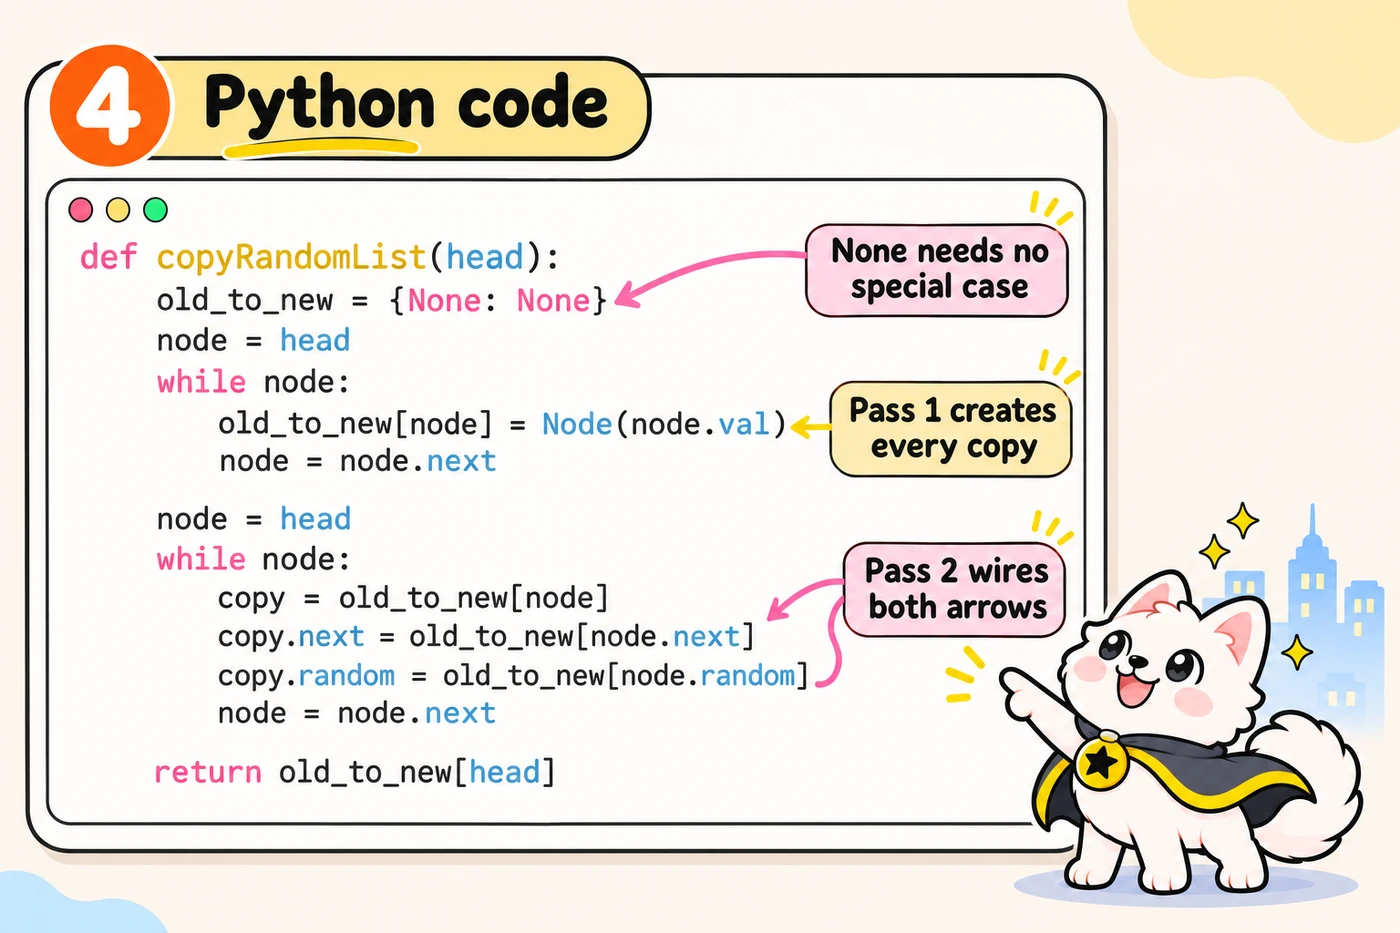 4
Python code
def copyRandomList(head):
old_to_new = {None: None}
None needs no
special case
node = head
while node:
old_to_new[node] = Node(node.val)
Pass 1 creates
every copy
node = node.next
node = head
while node:
copy = old_to_new[node]
copy.next = old_to_new[node.next]
copy.random = old_to_new[node.random]
Pass 2 wires
both arrows
node = node.next
return old_to_new[head]